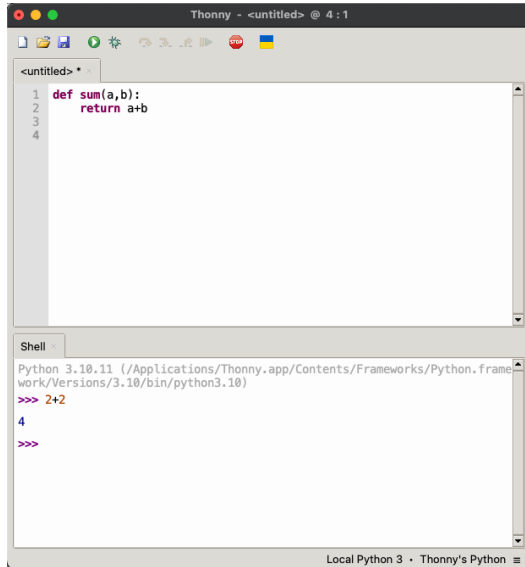 Thonny - <untitled> @ 4 : 1
STOP
<untitled> * ×
1 def sum(a,b):
2     return a+b
3
4
Shell ×
Python 3.10.11 (/Applications/Thonny.app/Contents/Frameworks/Python.frame
work/Versions/3.10/bin/python3.10)
>>> 2+2
4
>>>
Local Python 3 • Thonny's Python ≡